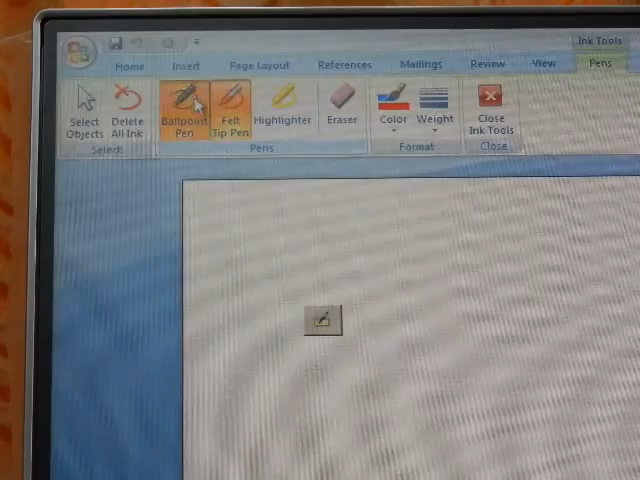 Ink Tools
Home Insert Page Layout References Mailings Review View Pens
Select Objects
Delete All Ink
Ballpoint Pen
Felt Tip Pen
Highlighter
Eraser
Color
Weight
Close Ink Tools
Select
Pens
Format
Close